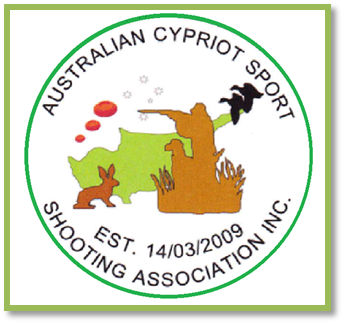 AUSTRALIAN CYPRIOT SPORT
EST. 14/03/2009
SHOOTING ASSOCIATION INC.